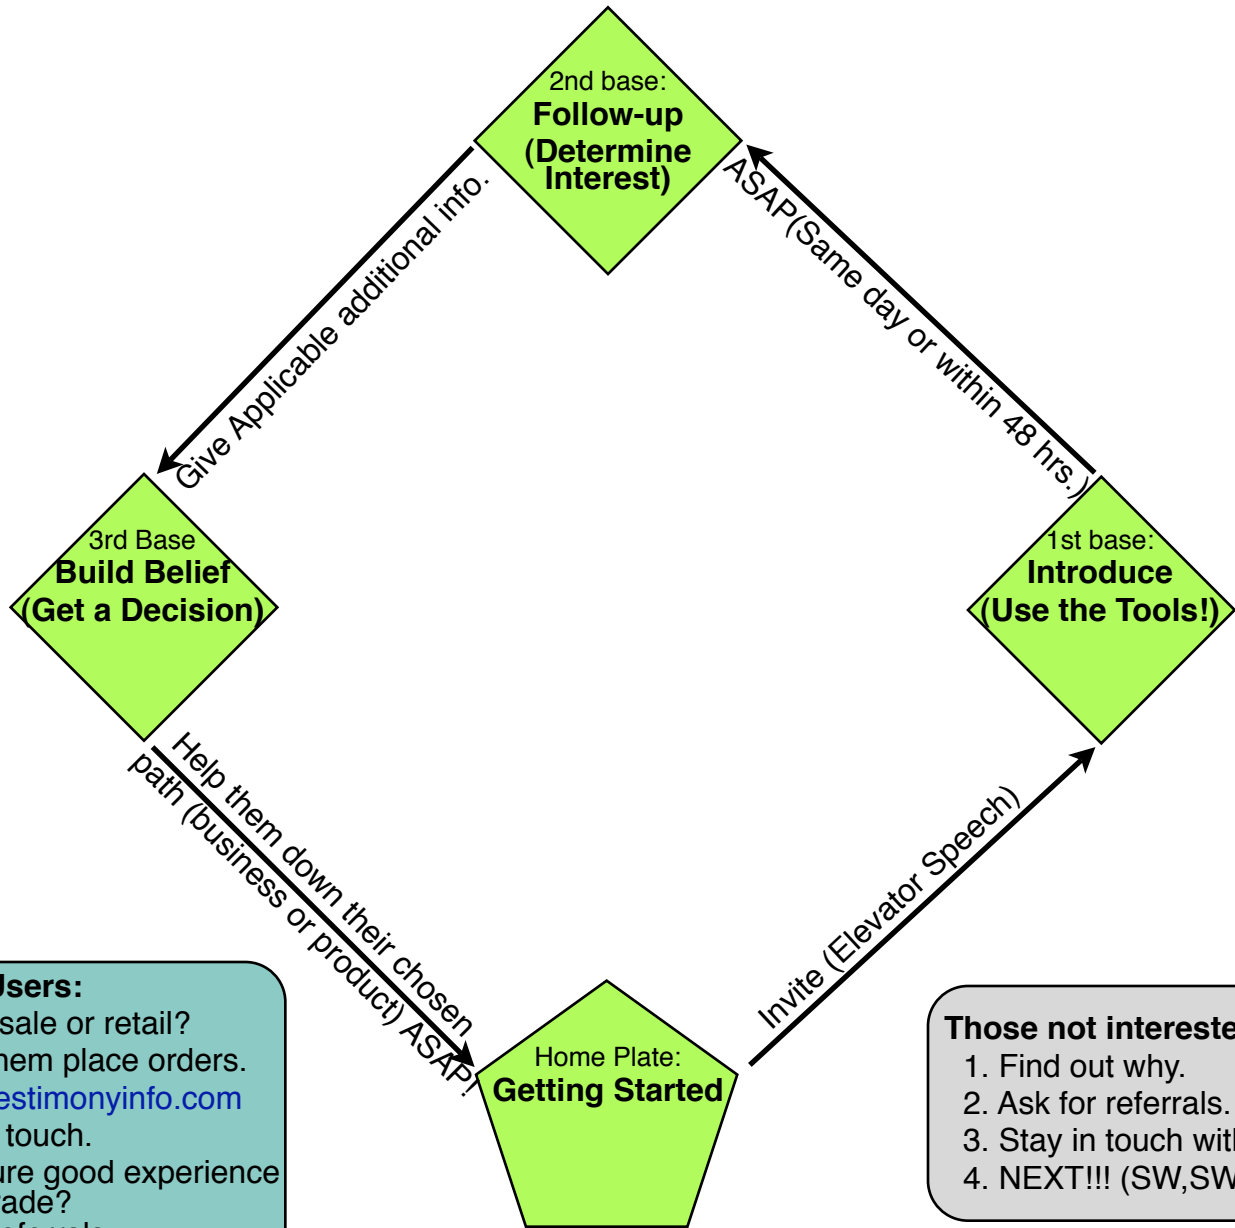 2nd base:
Follow-up
(Determine
Interest)
ASAP(Same day or within 48 hrs.)
Give Applicable additional info.
3rd Base
Build Belief
(Get a Decision)
1st base:
Introduce
(Use the Tools!)
Help them down their chosen
path (business or product) ASAP!
Invite (Elevator Speech)
Home Plate:
Getting Started
Users:
sale or retail?
hem place orders.
estimonyinfo.com
touch.
ure good experience
rade?
referrals
Those not intereste
1. Find out why.
2. Ask for referrals.
3. Stay in touch with
4. NEXT!!! (SW,SW